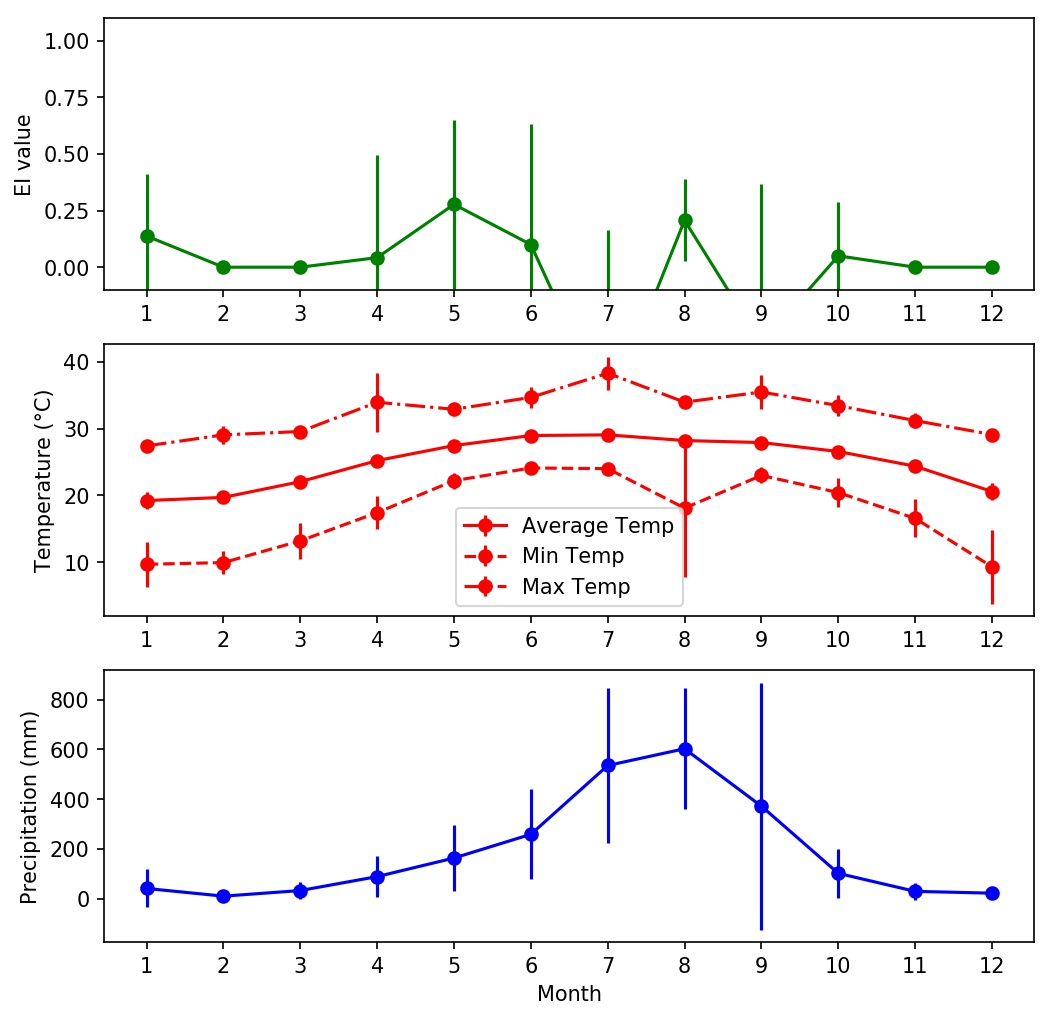 EI value
1.00
0.75
0.50
0.25
0.00
1 2 3 4 5 6 7 8 9 10 11 12
Temperature (°C)
40
30
20
10
Average Temp
Min Temp
Max Temp
1 2 3 4 5 6 7 8 9 10 11 12
Precipitation (mm)
800
600
400
200
0
1 2 3 4 5 6 7 8 9 10 11 12
Month